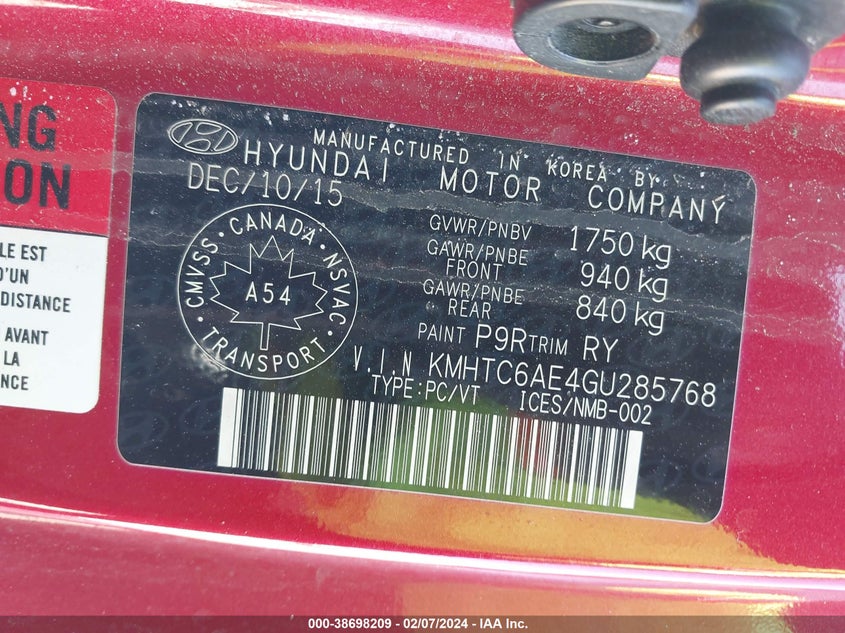 NG
ON
LE EST
D'UN
DISTANCE
AVANT
LA
ANCE.
MANUFACTURED IN KOREA BY
HYUNDAI MOTOR COMPANY
DEC/10/15
CMVSS · CANADA · NSVAC
A54
TRANSPORT
GVWR/PNBV 1750 kg
GAWR/PNBE
FRONT 940 kg
GAWR/PNBE
REAR 840 kg
PAINT P9R TRIM RY
V.I.N KMHTC6AE4GU285768
TYPE:PC/VT ICES/NMB-002
000-38698209 - 02/07/2024 - IAA Inc.